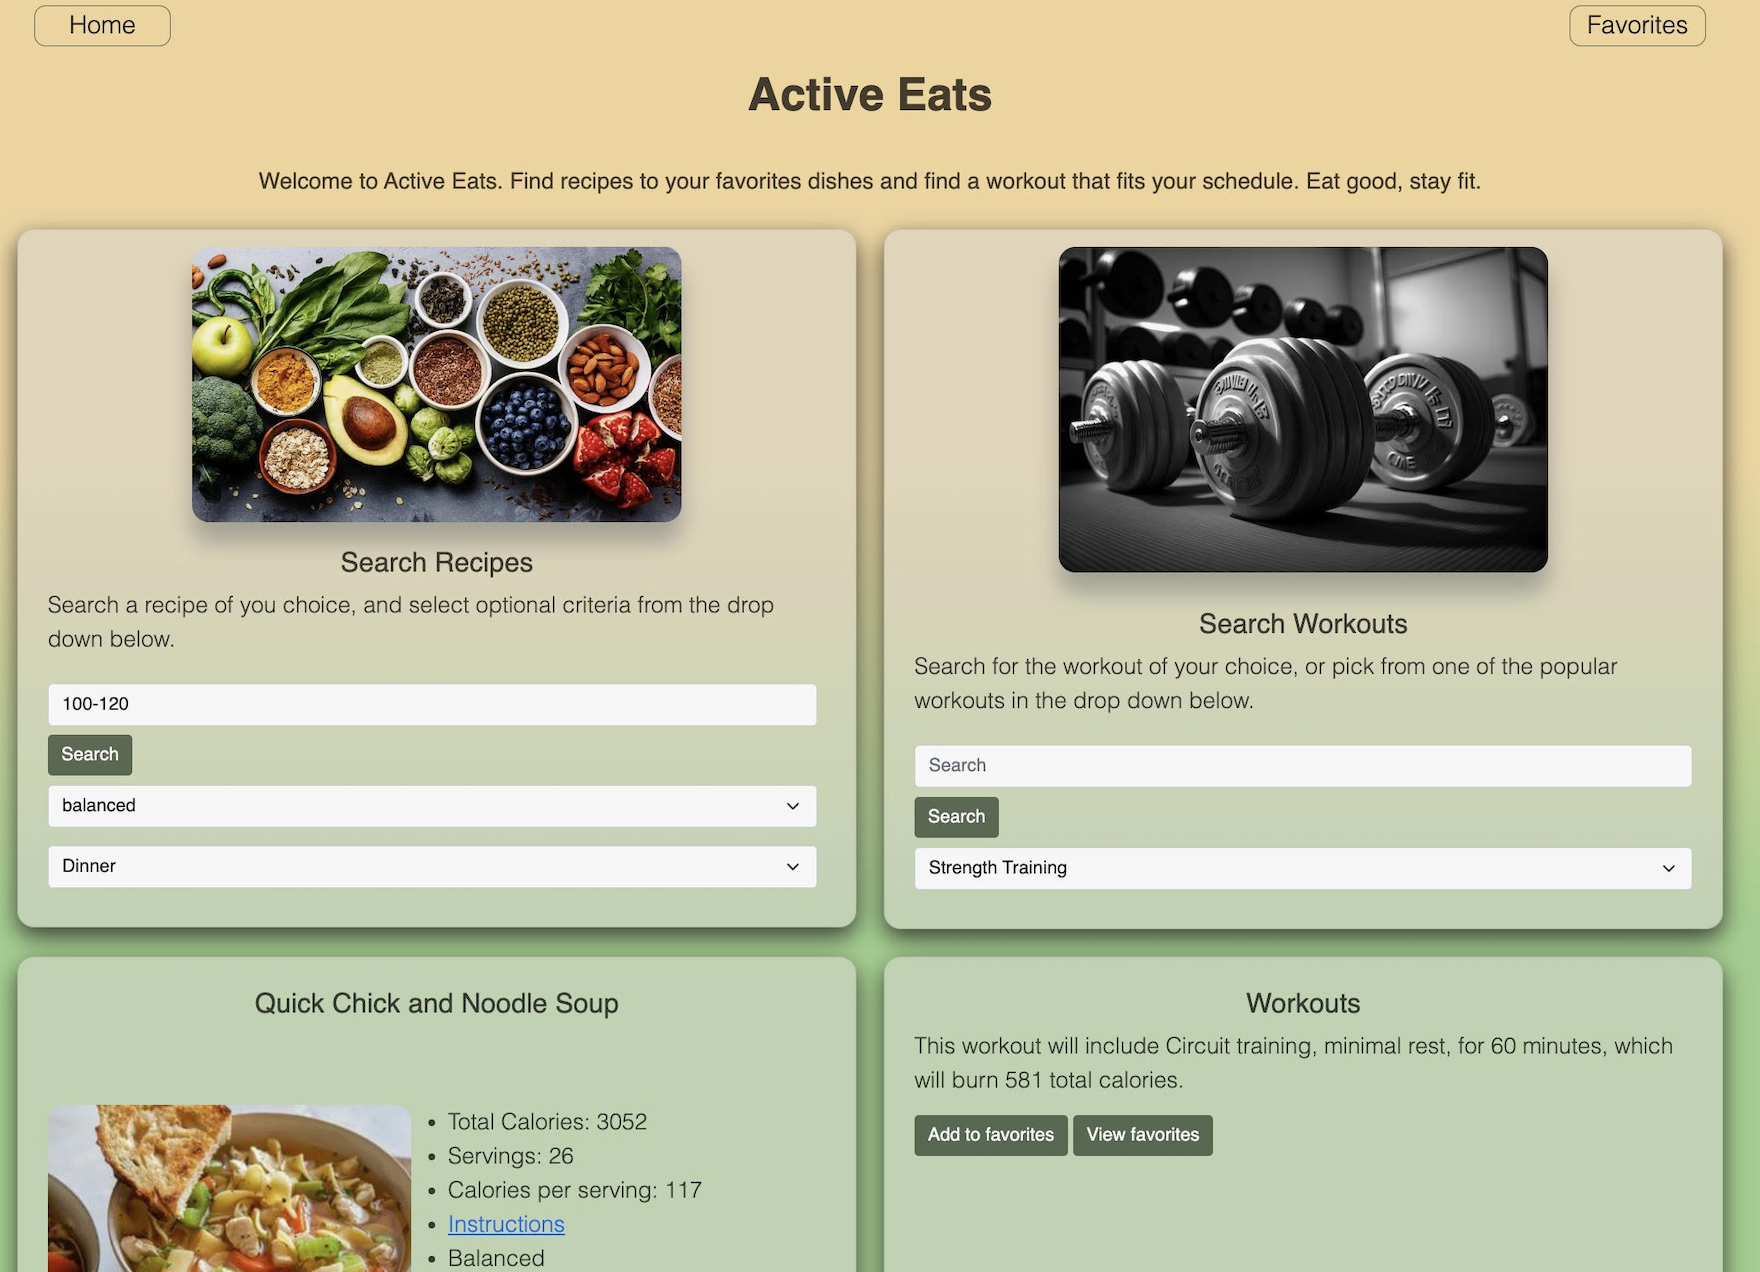 Home
Favorites
Active Eats
Welcome to Active Eats. Find recipes to your favorites dishes and find a workout that fits your schedule. Eat good, stay fit.
Search Recipes
Search a recipe of you choice, and select optional criteria from the drop
down below.
100-120
Search
balanced
Dinner
Search Workouts
Search for the workout of your choice, or pick from one of the popular
workouts in the drop down below.
Search
Search
Strength Training
Quick Chick and Noodle Soup
Total Calories: 3052
Servings: 26
Calories per serving: 117
Instructions
Balanced
Workouts
This workout will include Circuit training, minimal rest, for 60 minutes, which
will burn 581 total calories.
Add to favorites
View favorites